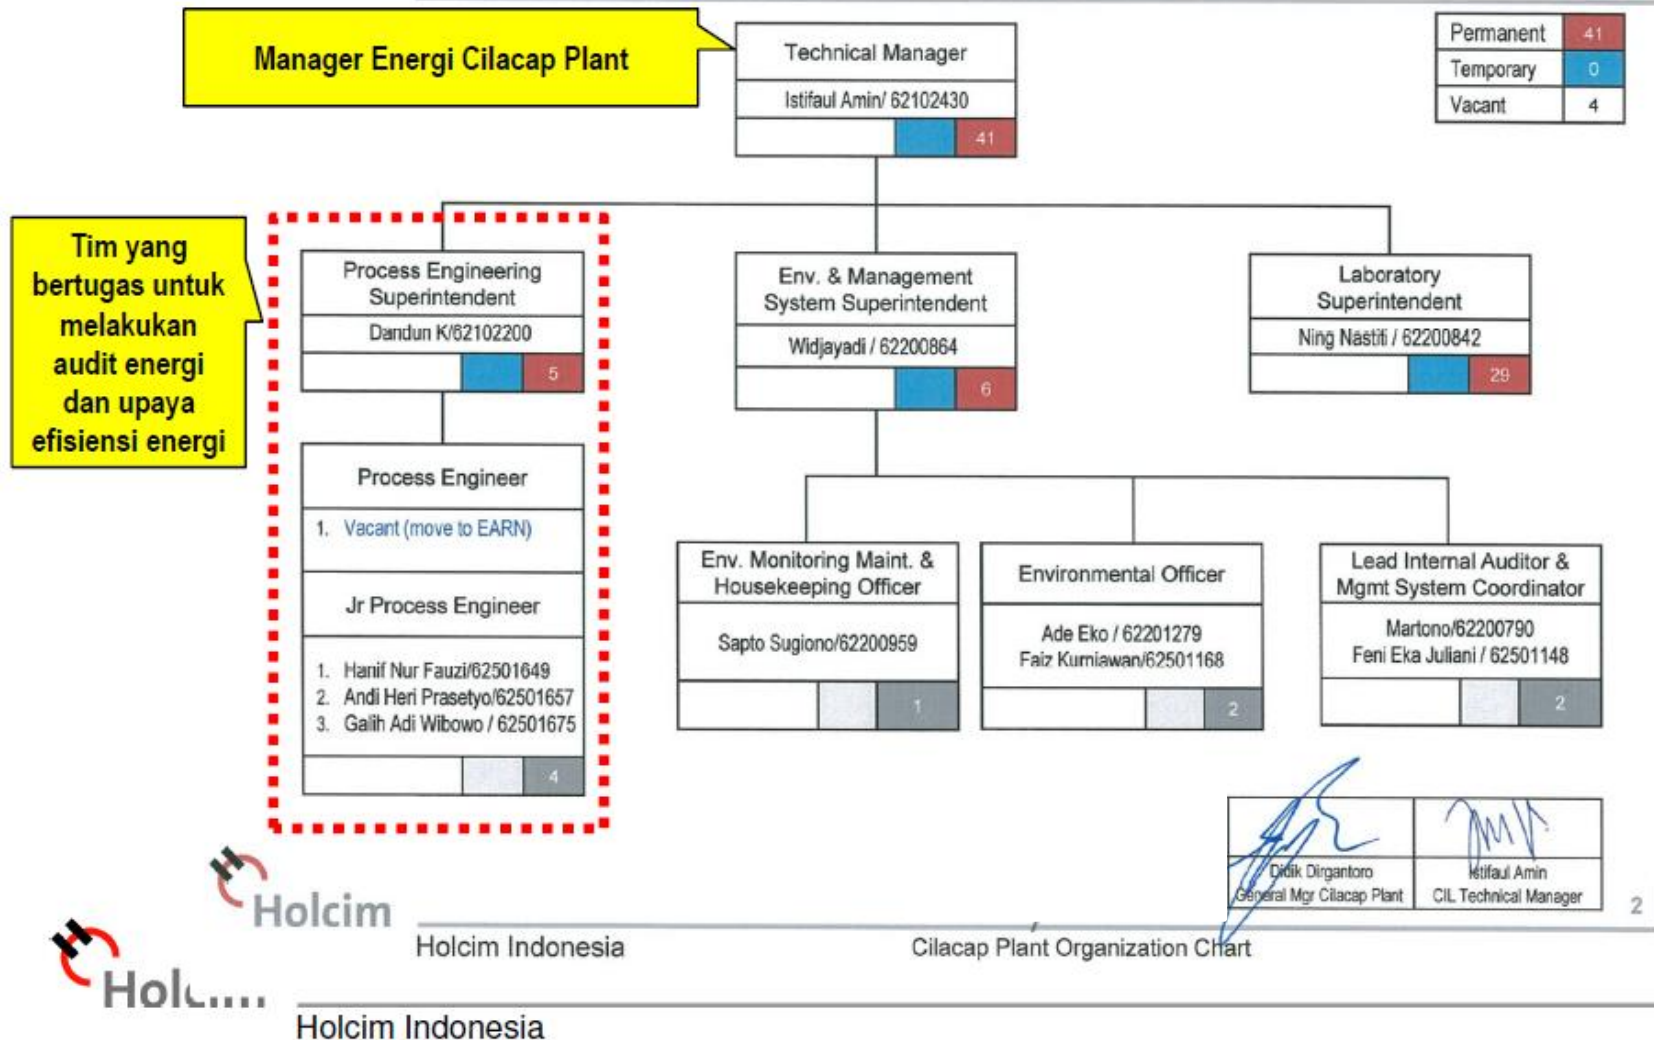 Manager Energi Cilacap Plant
Technical Manager
Istifaul Amin/ 62102430
41
Permanent 41
Temporary 0
Vacant 4
Tim yang
bertugas untuk
melakukan
audit energi
dan upaya
efisiensi energi
Process Engineering
Superintendent
Dandun K/62102200
5
Env. & Management
System Superintendent
Widjayadi / 62200864
6
Laboratory
Superintendent
Ning Nastiti / 62200842
29
Process Engineer
1. Vacant (move to EARN)
Jr Process Engineer
1. Hanif Nur Fauzi/62501649
2. Andi Heri Prasetyo/62501657
3. Galih Adi Wibowo / 62501675
4
Env. Monitoring Maint. &
Housekeeping Officer
Sapto Sugiono/62200959
1
Environmental Officer
Ade Eko / 62201279
Faiz Kurniawan/62501168
2
Lead Internal Auditor &
Mgmt System Coordinator
Martono/62200790
Feni Eka Juliani / 62501148
2
Didik Dirgantoro
General Mgr Cilacap Plant
Istifaul Amin
CIL Technical Manager
2
Holcim
Holcim Indonesia
Cilacap Plant Organization Chart
Holcim Indonesia